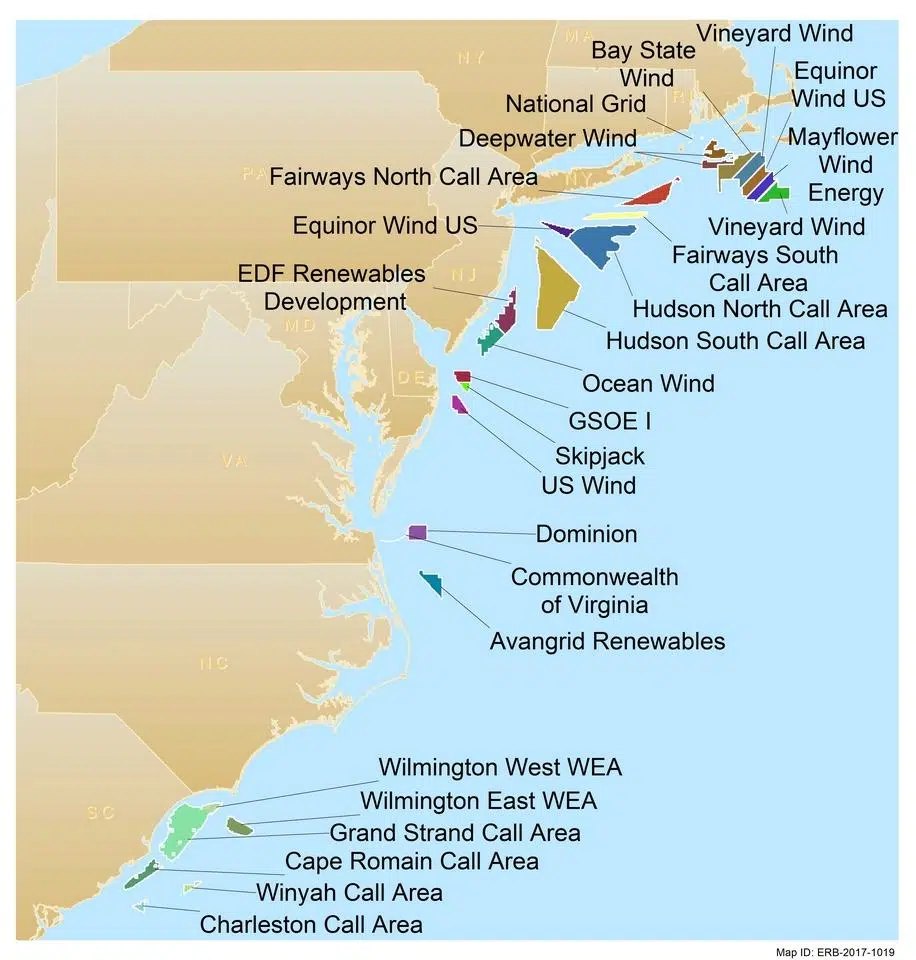 Vineyard Wind
Bay State
Wind
Equinor
Wind US
National Grid
Deepwater Wind
Mayflower
Wind
Energy
Fairways North Call Area
Vineyard Wind
Equinor Wind US
Fairways South
Call Area
EDF Renewables
Development
Hudson North Call Area
Hudson South Call Area
Ocean Wind
GSOE I
Skipjack
US Wind
Dominion
Commonwealth
of Virginia
Avangrid Renewables
Wilmington West WEA
Wilmington East WEA
Grand Strand Call Area
Cape Romain Call Area
Winyah Call Area
Charleston Call Area
NY
MA
RI
PA
NY
NJ
MD
DE
VA
NC
SC
Map ID: ERB-2017-1019